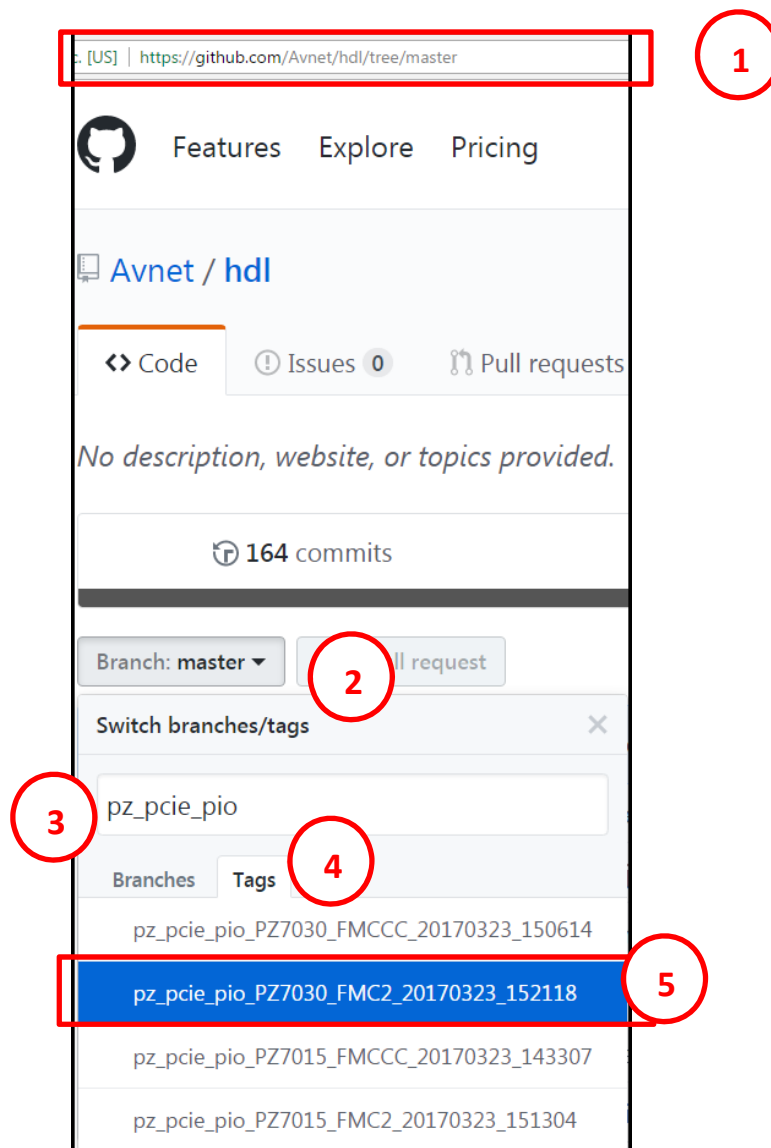 1
c. [US] | https://github.com/Avnet/hdl/tree/master
Features Explore Pricing
Avnet / hdl
<> Code Issues 0 Pull requests
No description, website, or topics provided.
164 commits
Branch: master request
2
Switch branches/tags ×
3
pz_pcie_pio
Branches Tags
4
pz_pcie_pio_PZ7030_FMCCC_20170323_150614
pz_pcie_pio_PZ7030_FMC2_20170323_152118
5
pz_pcie_pio_PZ7015_FMCCC_20170323_143307
pz_pcie_pio_PZ7015_FMC2_20170323_151304